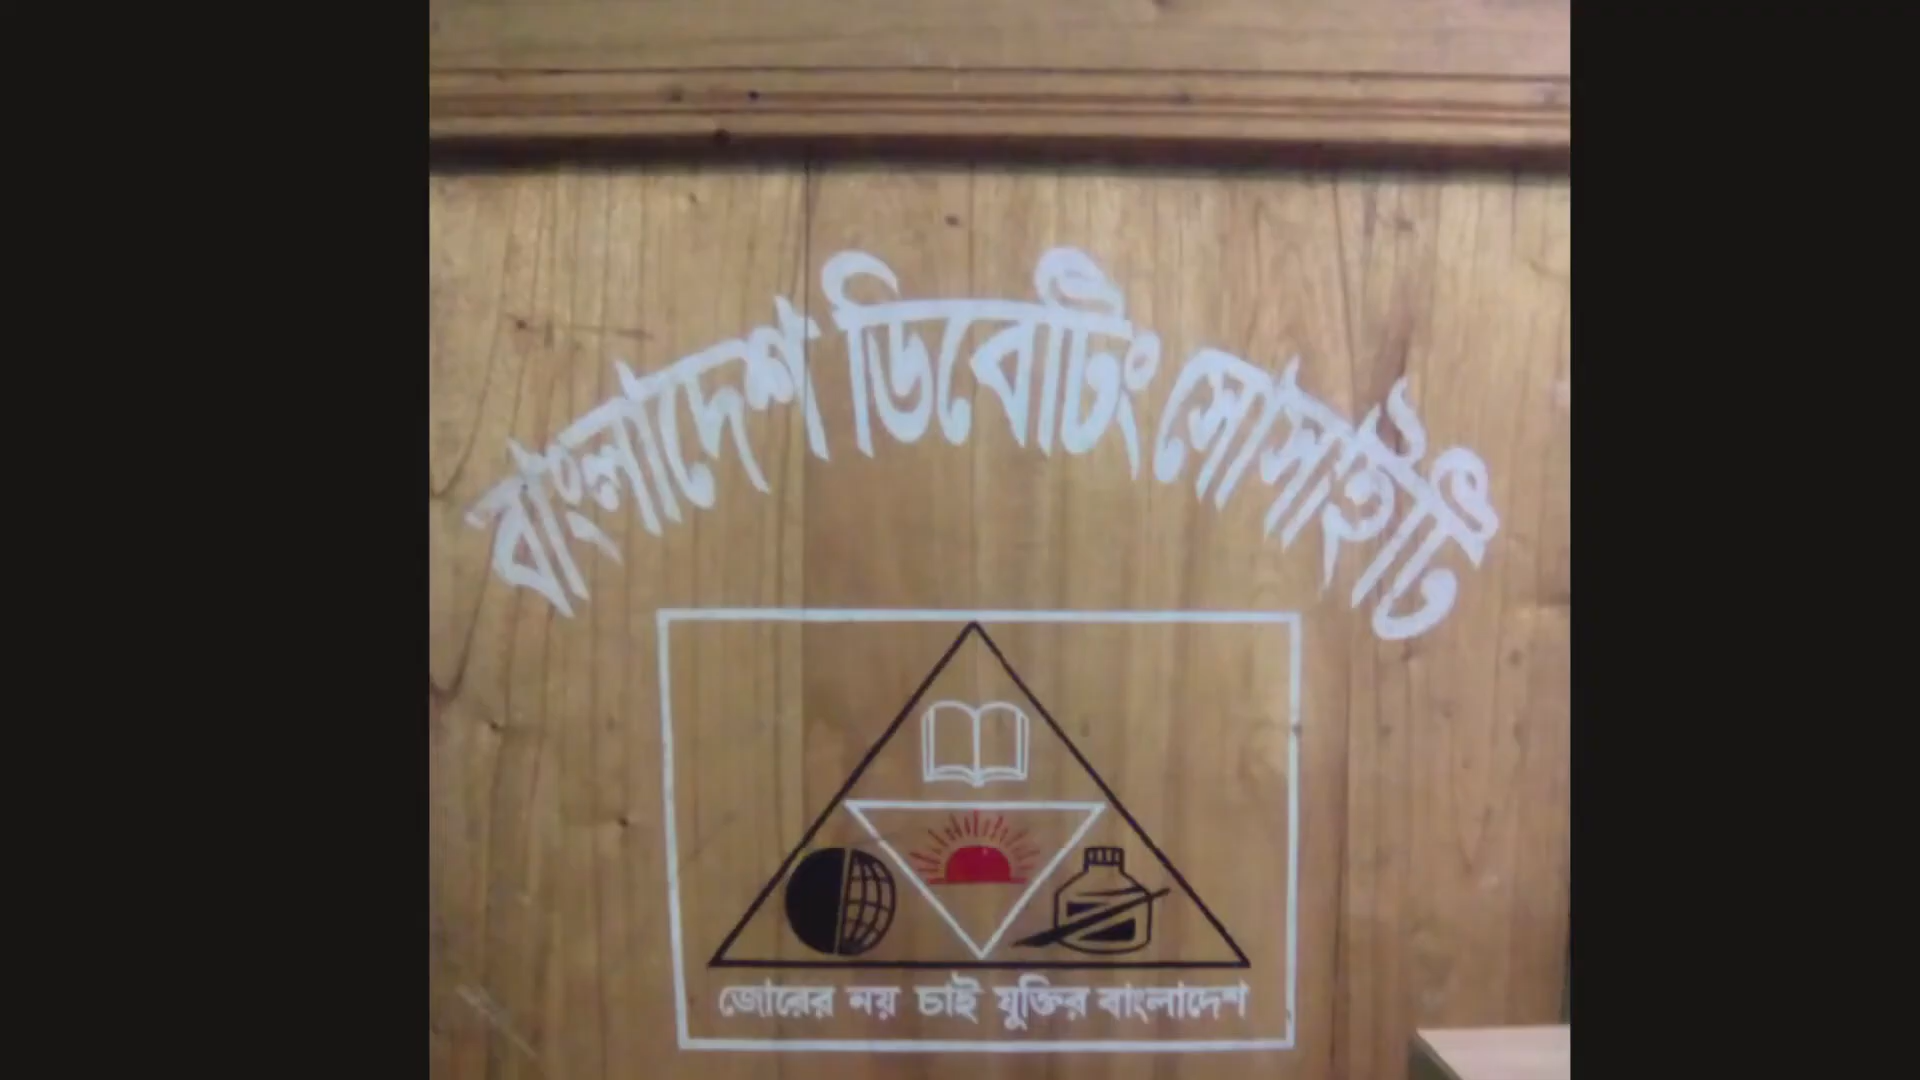 বাংলাদেশ ডিবেটিং সোসাইটি
জোরের নয় চাই যুক্তির বাংলাদেশ